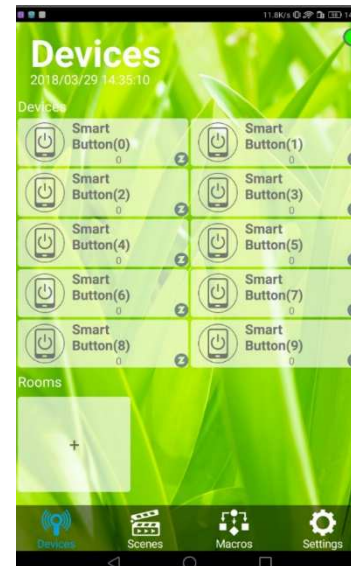 11.8K/s
Devices
2018/03/29 14:35:10
Devices
Smart
Button(0)
0
Smart
Button(1)
0
Smart
Button(2)
0
Smart
Button(3)
0
Smart
Button(4)
0
Smart
Button(5)
0
Smart
Button(6)
0
Smart
Button(7)
0
Smart
Button(8)
0
Smart
Button(9)
0
Rooms
+
Devices
Scenes
Macros
Settings